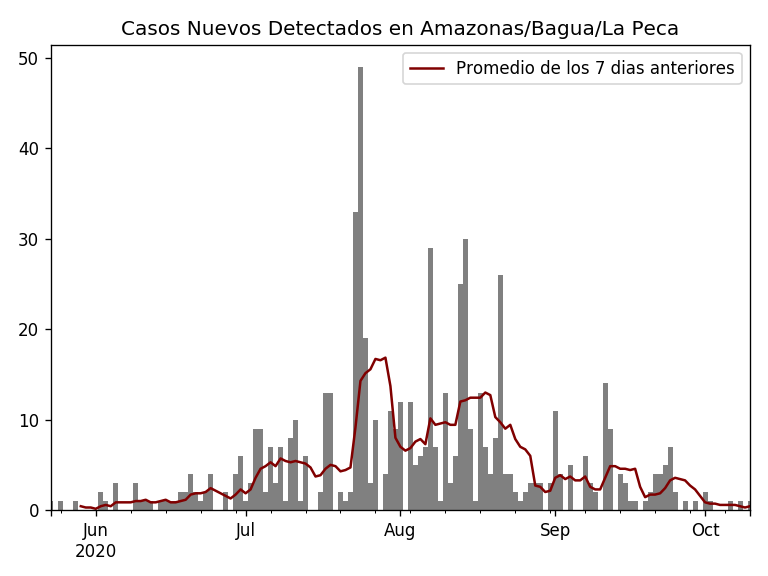 Casos Nuevos Detectados en Amazonas/Bagua/La Peca
Promedio de los 7 dias anteriores
50
40
30
20
10
0
Jun
2020
Jul
Aug
Sep
Oct